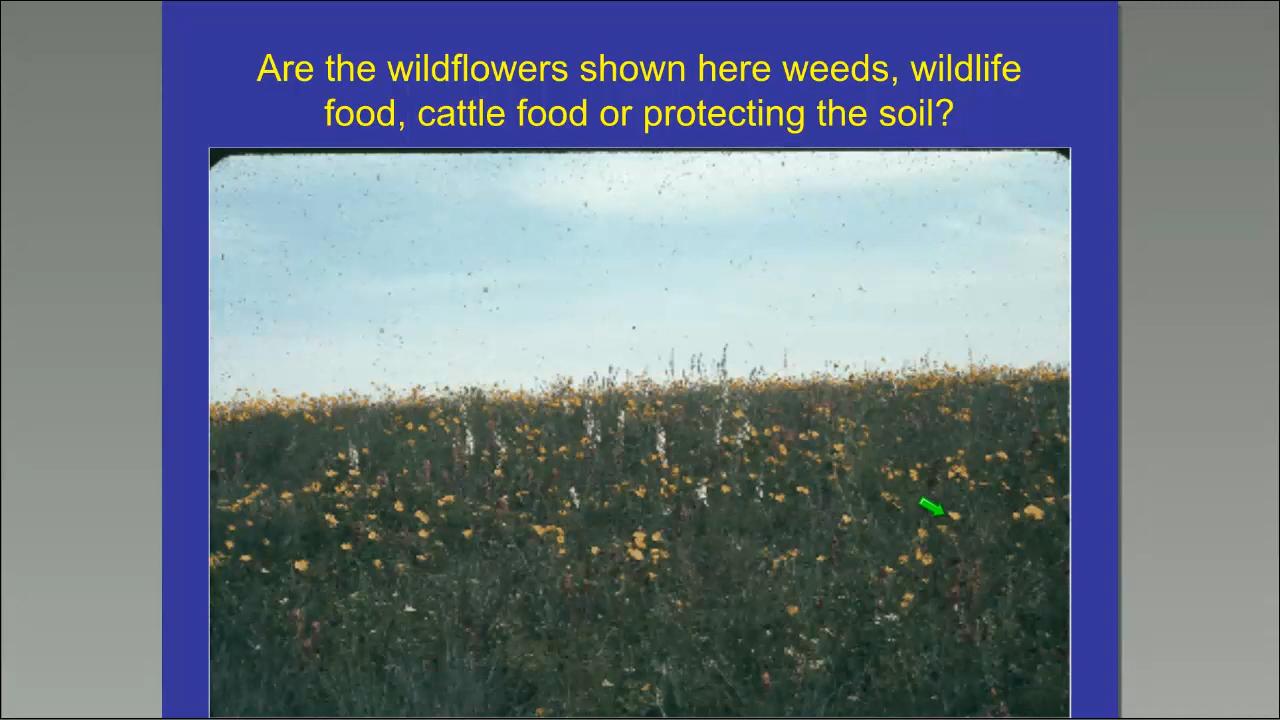 Are the wildflowers shown here weeds, wildlife
food, cattle food or protecting the soil?